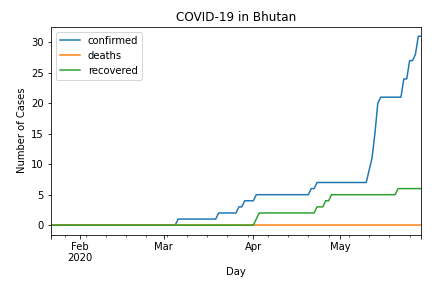 COVID-19 in Bhutan
confirmed
deaths
recovered
Number of Cases
30
25
20
15
10
5
0
Feb
2020
Mar
Apr
May
Day